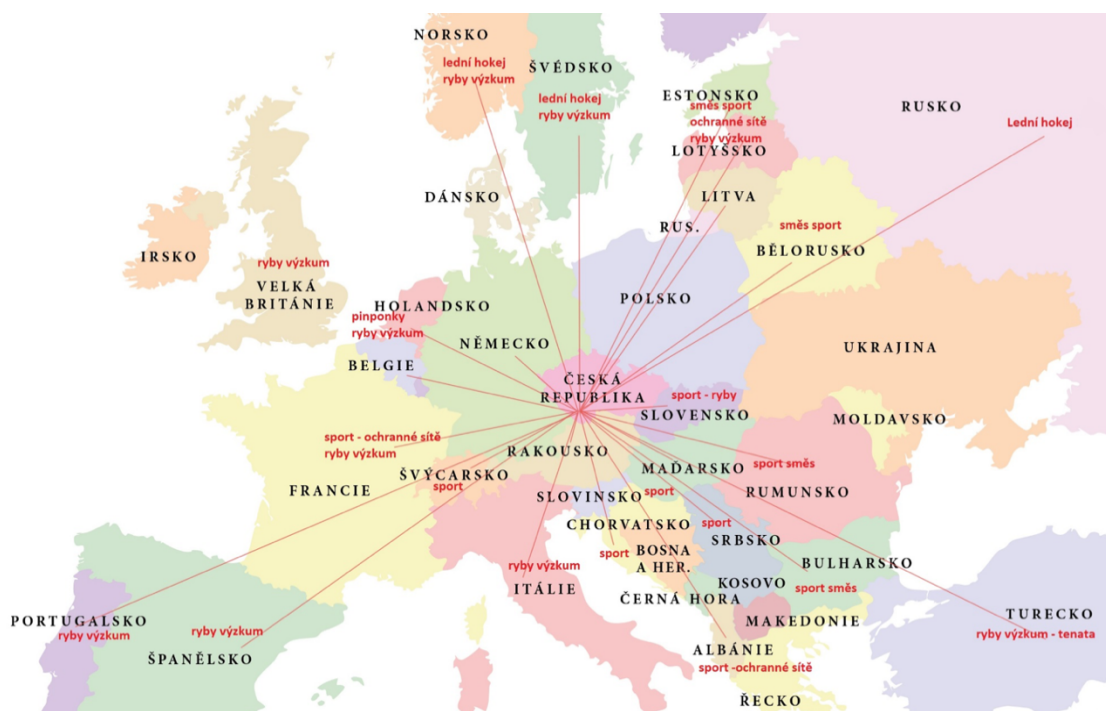 NORSKO
lední hokej
ryby výzkum
ŠVÉDSKO
lední hokej
ryby výzkum
ESTONSKO
směs sport
ochranné sítě
ryby výzkum
LOTYŠSKO
RUSKO
Lední hokej
DÁNSKO
LITVA
RUS.
směs sport
BĚLORUSKO
IRSKO
ryby výzkum
VELKÁ
BRITÁNIE
HOLANDSKO
POLSKO
pinponky
ryby výzkum
NĚMECKO
UKRAJINA
BELGIE
ČESKÁ
REPUBLIKA
sport - ryby
SLOVENSKO
MOLDAVSKO
sport - ochranné sítě
ryby výzkum
RAKOUSKO
MAĎARSKO
sport směs
ŠVÝCARSKO
sport
FRANCIE
SLOVINSKO
sport
RUMUNSKO
CHORVATSKO
sport
SRBSKO
sport
BOSNA
A HER.
ryby výzkum
ITÁLIE
BULHARSKO
KOSOVO
sport směs
ČERNÁ HORA
PORTUGALSKO
ryby výzkum
ryby výzkum
ŠPANĚLSKO
MAKEDONIE
TURECKO
ryby výzkum - tenata
ALBÁNIE
sport -ochranné sítě
ŘECKO